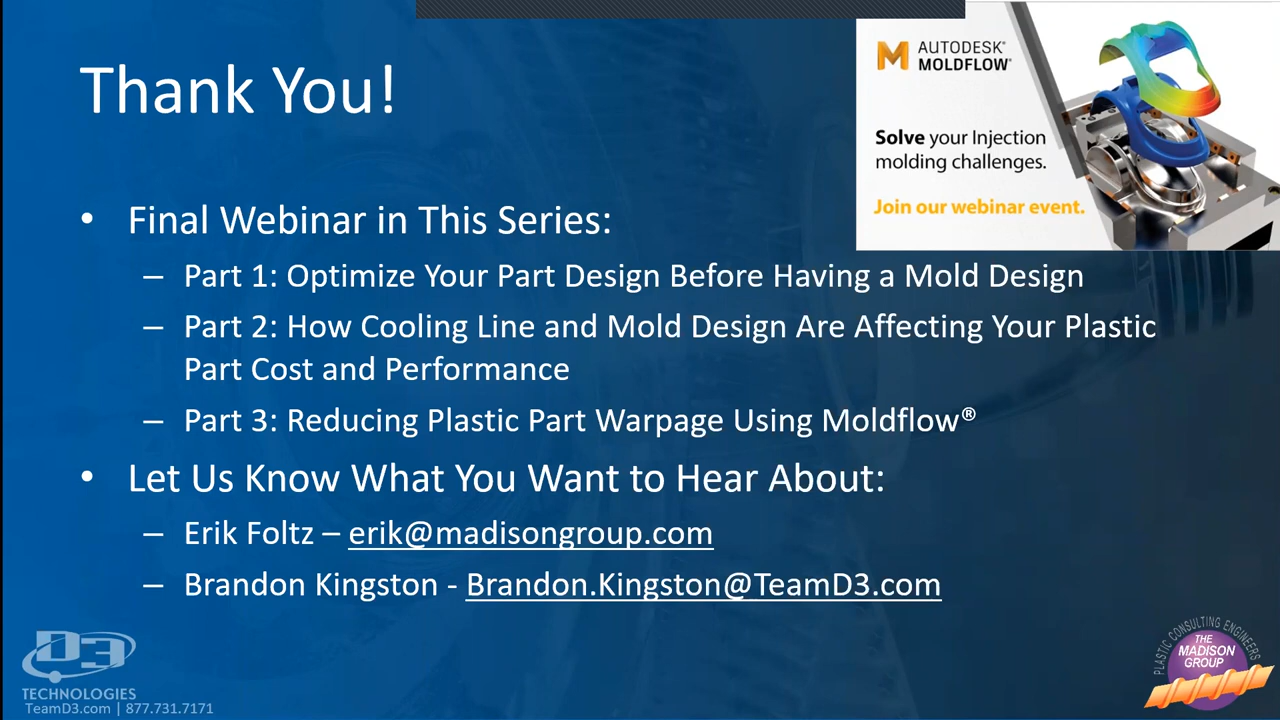 Thank You!
AUTODESK®
MOLDFLOW®
Solve your Injection
molding challenges.
Join our webinar event.
• Final Webinar in This Series:
– Part 1: Optimize Your Part Design Before Having a Mold Design
– Part 2: How Cooling Line and Mold Design Are Affecting Your Plastic
Part Cost and Performance
– Part 3: Reducing Plastic Part Warpage Using Moldflow®
• Let Us Know What You Want to Hear About:
– Erik Foltz – erik@madisongroup.com
– Brandon Kingston - Brandon.Kingston@TeamD3.com
D3
TECHNOLOGIES
TeamD3.com | 877.731.7171
PLASTIC CONSULTING ENGINEERS
THE
MADISON
GROUP